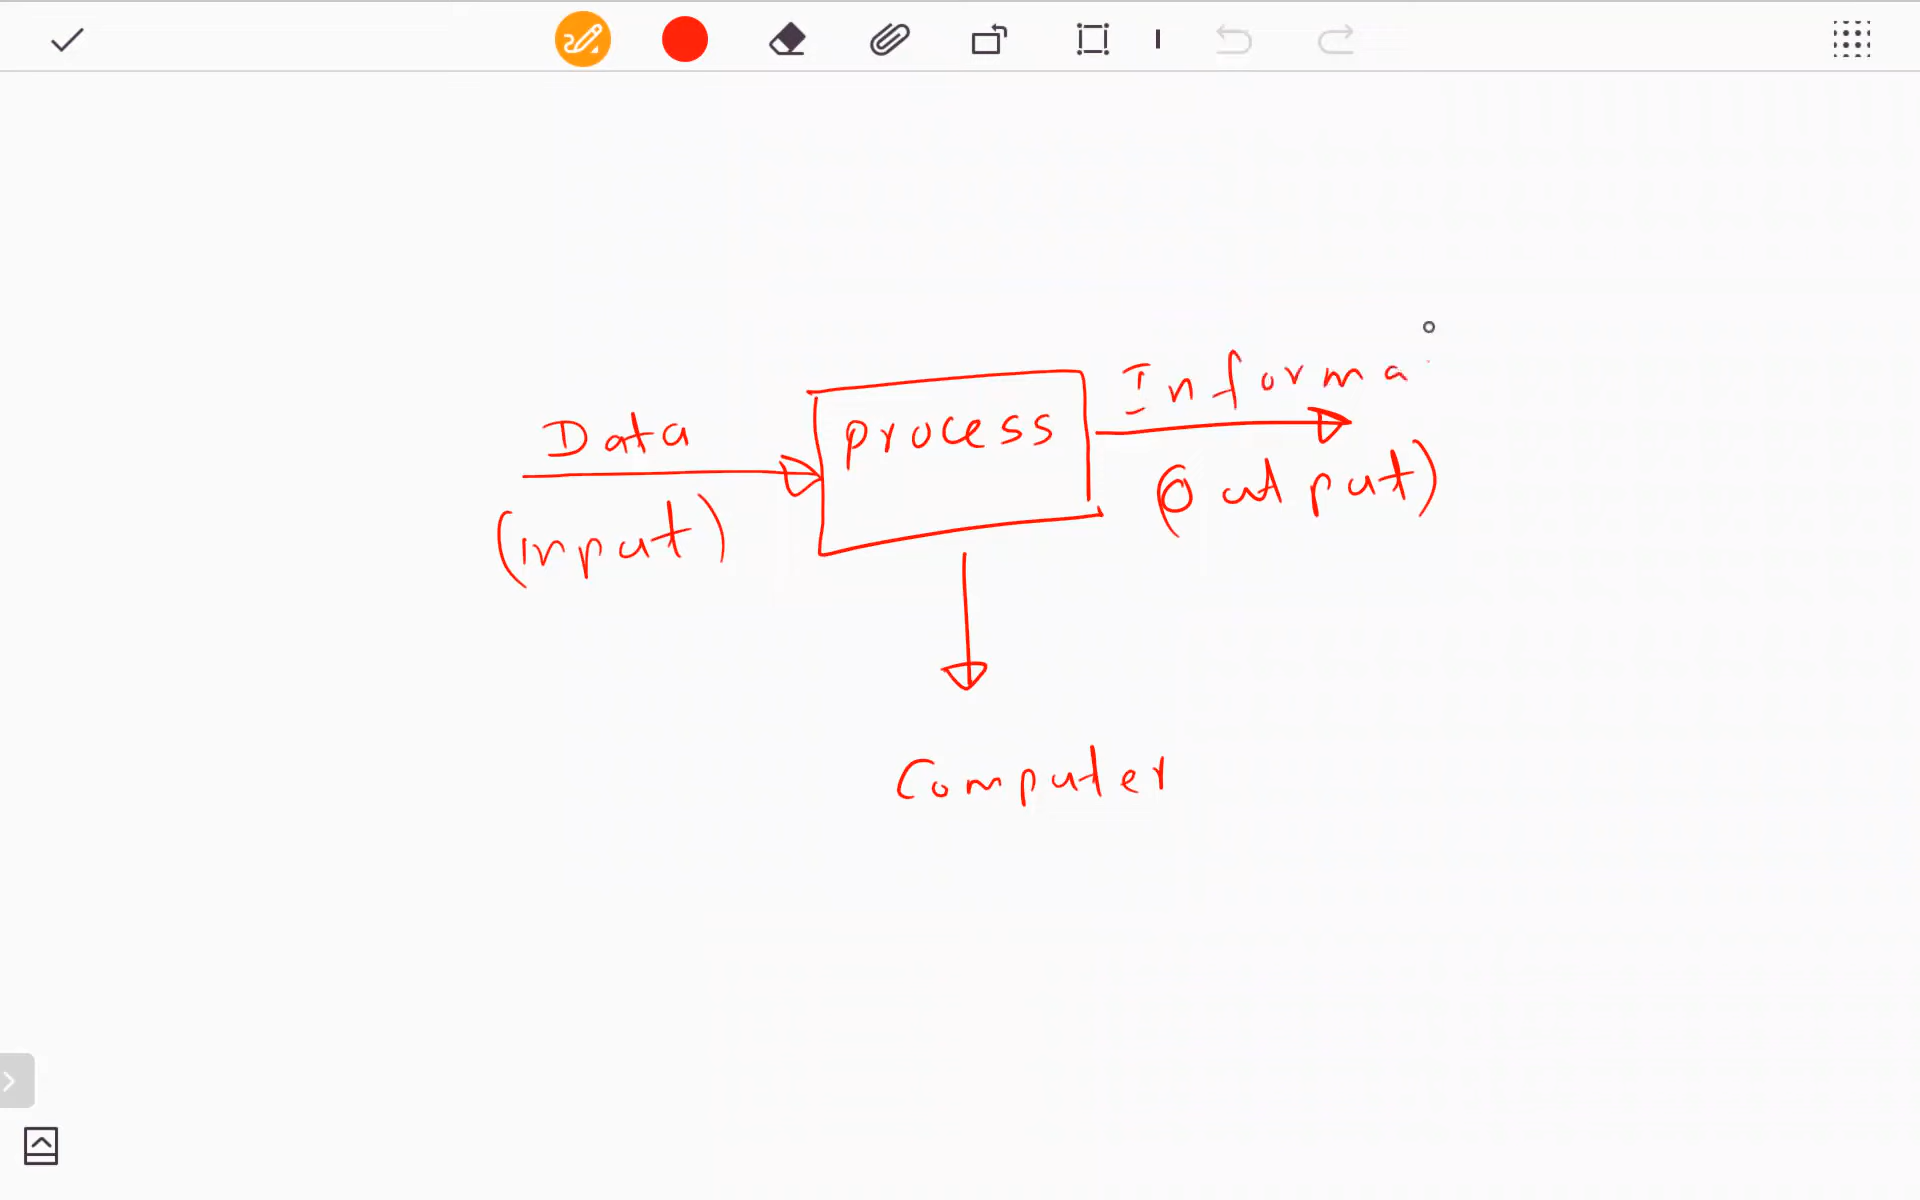 Informa
process
Data
(Output)
(input)
Computer